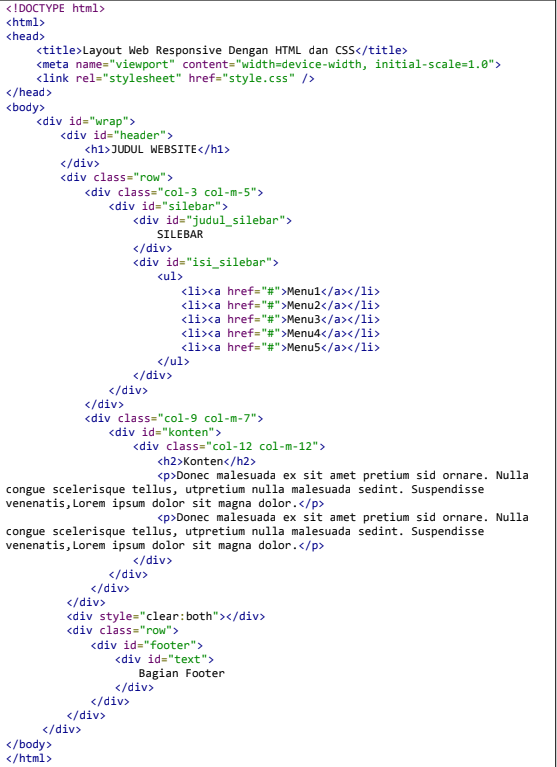 <!DOCTYPE html>
<html>
<head>
<title>Layout Web Responsive Dengan HTML dan CSS</title>
<meta name="viewport" content="width=device-width, initial-scale=1.0">
<link rel="stylesheet" href="style.css" />
</head>
<body>
<div id="wrap">
<div id="header">
<h1>JUDUL WEBSITE</h1>
</div>
<div class="row">
<div class="col-3 col-m-5">
<div id="silebar">
<div id="judul_silebar">
SILEBAR
</div>
<div id="isi_silebar">
<ul>
<li><a href="#">Menu1</a></li>
<li><a href="#">Menu2</a></li>
<li><a href="#">Menu3</a></li>
<li><a href="#">Menu4</a></li>
<li><a href="#">Menu5</a></li>
</ul>
</div>
</div>
</div>
<div class="col-9 col-m-7">
<div id="konten">
<div class="col-12 col-m-12">
<h2>Konten</h2>
<p>Donec malesuada ex sit amet pretium sid ornare. Nulla
congue scelerisque tellus, utpretium nulla malesuada sedint. Suspendisse
venenatis,Lorem ipsum dolor sit magna dolor.</p>
<p>Donec malesuada ex sit amet pretium sid ornare. Nulla
congue scelerisque tellus, utpretium nulla malesuada sedint. Suspendisse
venenatis,Lorem ipsum dolor sit magna dolor.</p>
</div>
</div>
</div>
</div>
<div style="clear:both"></div>
<div class="row">
<div id="footer">
<div id="text">
Bagian Footer
</div>
</div>
</div>
</div>
</body>
</html>